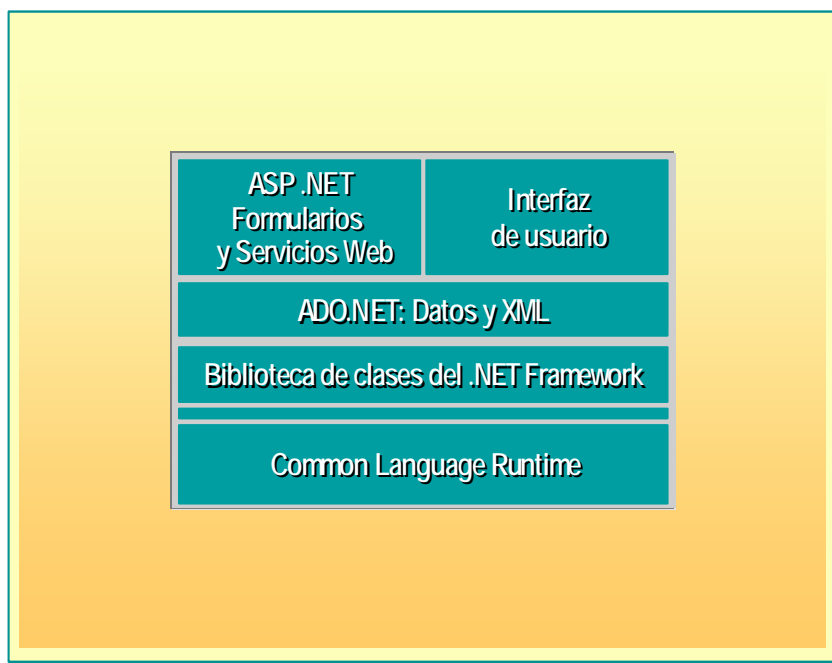 ASP .NET
Formularios
y Servicios Web
Interfaz
de usuario
ADO.NET: Datos y XML
Biblioteca de clases del .NET Framework
Common Language Runtime